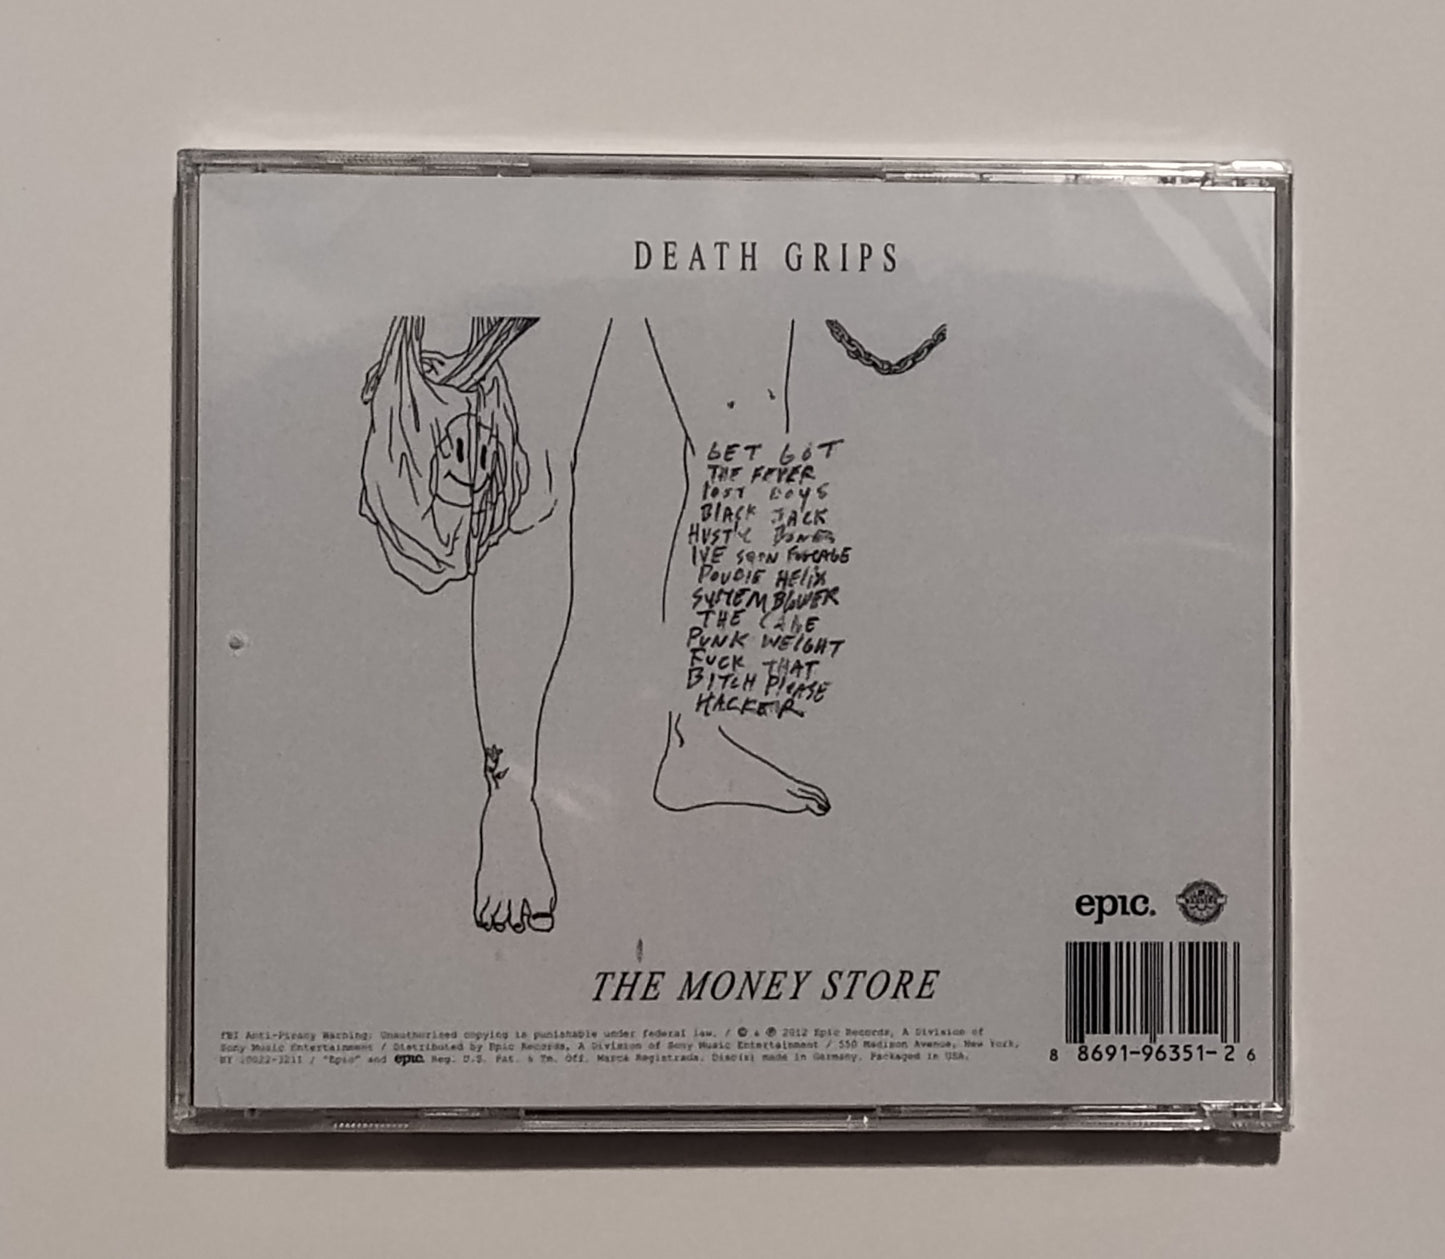 DEATH GRIPS
GET GOT
THE FEVER
LOST BOYS
BLACK JACK
HUSTLE BONES
I'VE SEEN FOOTAGE
DOUBLE HELIX
SYSTEM BLOWER
THE CAGE
PUNK WEIGHT
FUCK THAT
BITCH PLEASE
HACKER
epic.
THE MONEY STORE
FBI Anti-Piracy Warning: Unauthorized copying is punishable under federal law. / © & ℗ 2012 Epic Records, A Division of
Sony Music Entertainment / Distributed by Epic Records, A Division of Sony Music Entertainment / 550 Madison Avenue, New York,
NY 10022-3211 / "Epic" and epic. Reg. U.S. Pat. & Tm. Off. Marca Registrada. Disc(s) made in Germany. Packaged in USA.
8 8691-96351-2 6